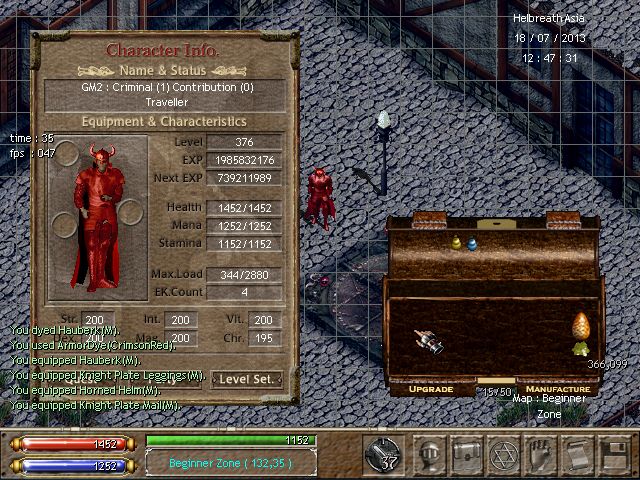 Helbreath Asia
18 / 07 / 2013
12 : 47 : 31
Character Info.
Name & Status
GM2 : Criminal (1) Contribution (0)
Traveller
Equipment & Characteristics
time : 35
fps : 047
Level 376
EXP 1985832176
Next EXP 739211989
Health 1452/1452
Mana 1252/1252
Stamina 1152/1152
Max.Load 344/2880
EK.Count 4
Str. 200 Int. 200 Vit. 200
200 200 Chr. 195
You dyed Hauberk(M).
You used ArmorDye(CrimsonRed).
You equipped Hauberk(M).
You equipped Knight Plate Leggings(M).
You equipped Horned Helm(M).
You equipped Knight Plate Mail(M).
Level Set.
366,099
UPGRADE 15/50 MANUFACTURE
Map : Beginner
Zone
1452
1252
1152
Beginner Zone ( 132,35 )
37